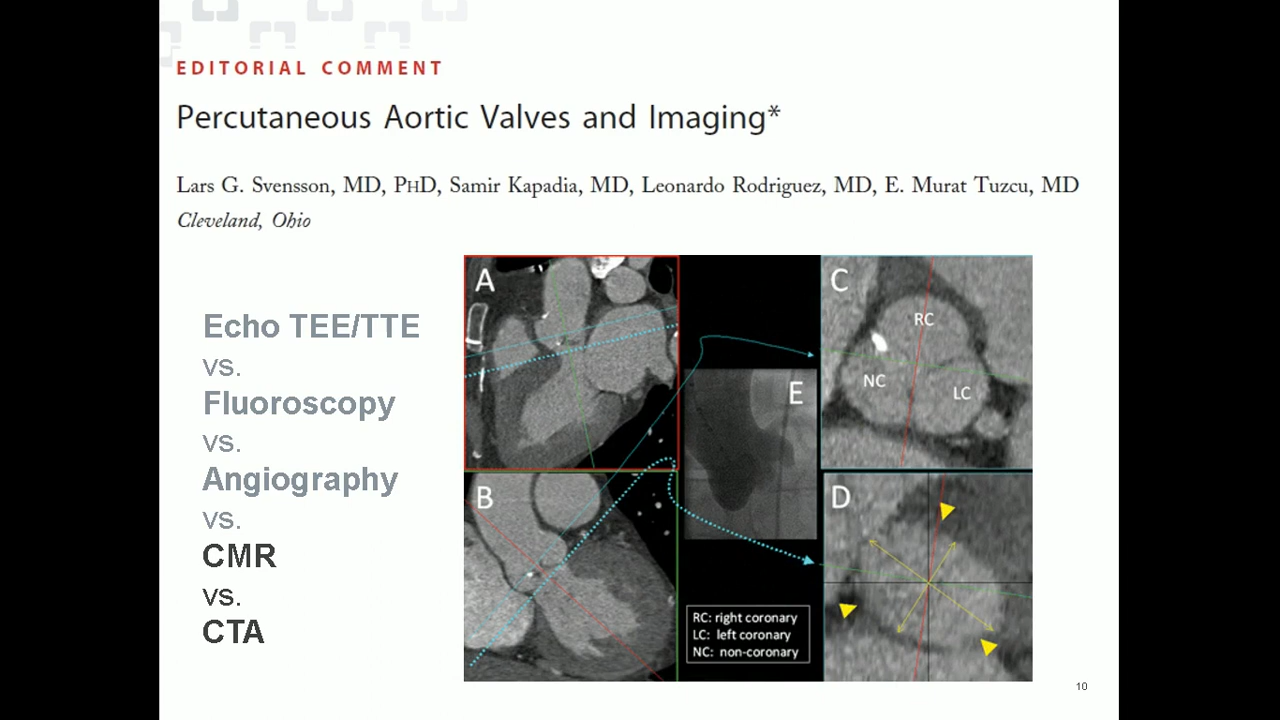 EDITORIAL COMMENT
Percutaneous Aortic Valves and Imaging*
Lars G. Svensson, MD, PHD, Samir Kapadia, MD, Leonardo Rodriguez, MD, E. Murat Tuzcu, MD
Cleveland, Ohio
Echo TEE/TTE
vs.
Fluoroscopy
vs.
Angiography
vs.
CMR
vs.
CTA
A
B
E
C
RC
NC
LC
D
RC: right coronary
LC: left coronary
NC: non-coronary
10